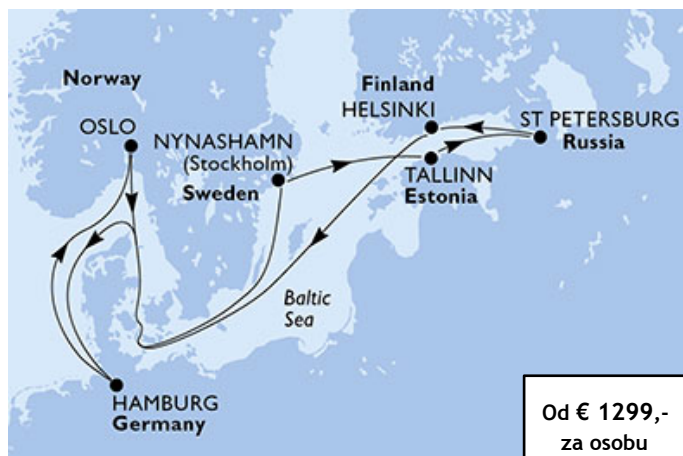 Norway
OSLO
NYNASHAMN
(Stockholm)
Sweden
Finland
HELSINKI
ST PETERSBURG
Russia
TALLINN
Estonia
Baltic
Sea
HAMBURG
Germany
Od € 1299,-
za osobu